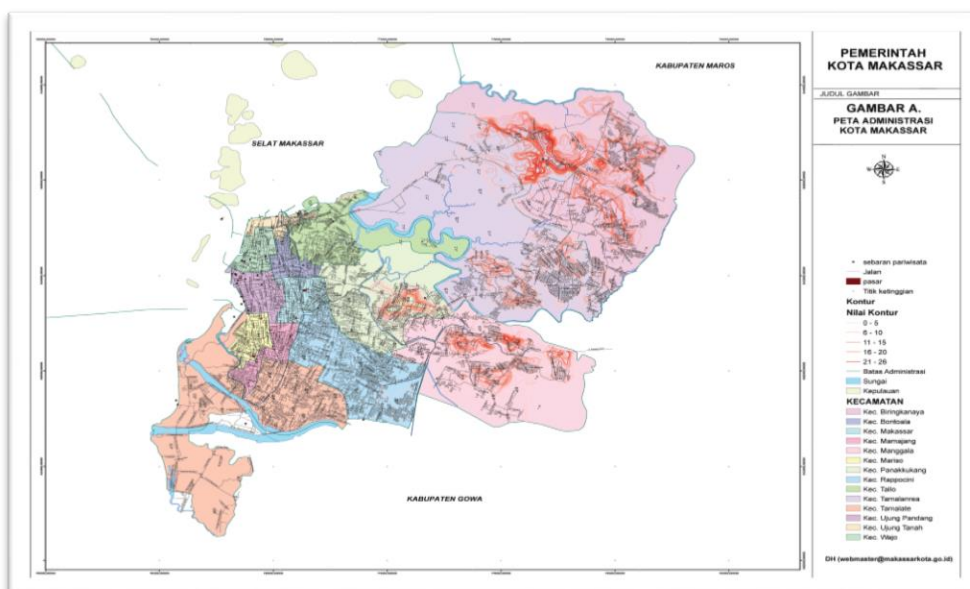 KABUPATEN MAROS
SELAT MAKASSAR
KABUPATEN GOWA
PEMERINTAH
KOTA MAKASSAR
JUDUL GAMBAR
GAMBAR A.
PETA ADMINISTRASI
KOTA MAKASSAR
N
W
E
S
sebaran pariwisata
Jalan
pasar
Titik ketinggian
Kontur
Nilai Kontur
0 - 5
6 - 10
11 - 15
16 - 20
21 - 26
Batas Administrasi
Sungai
Kepulauan
KECAMATAN
Kec. Biringkanaya
Kec. Bontoala
Kec. Makassar
Kec. Mamajang
Kec. Manggala
Kec. Mariso
Kec. Panakkukang
Kec. Rappocini
Kec. Tallo
Kec. Tamalanrea
Kec. Tamalate
Kec. Ujung Pandang
Kec. Ujung Tanah
Kec. Wajo
DH (webmaster@makassarkota.go.id)